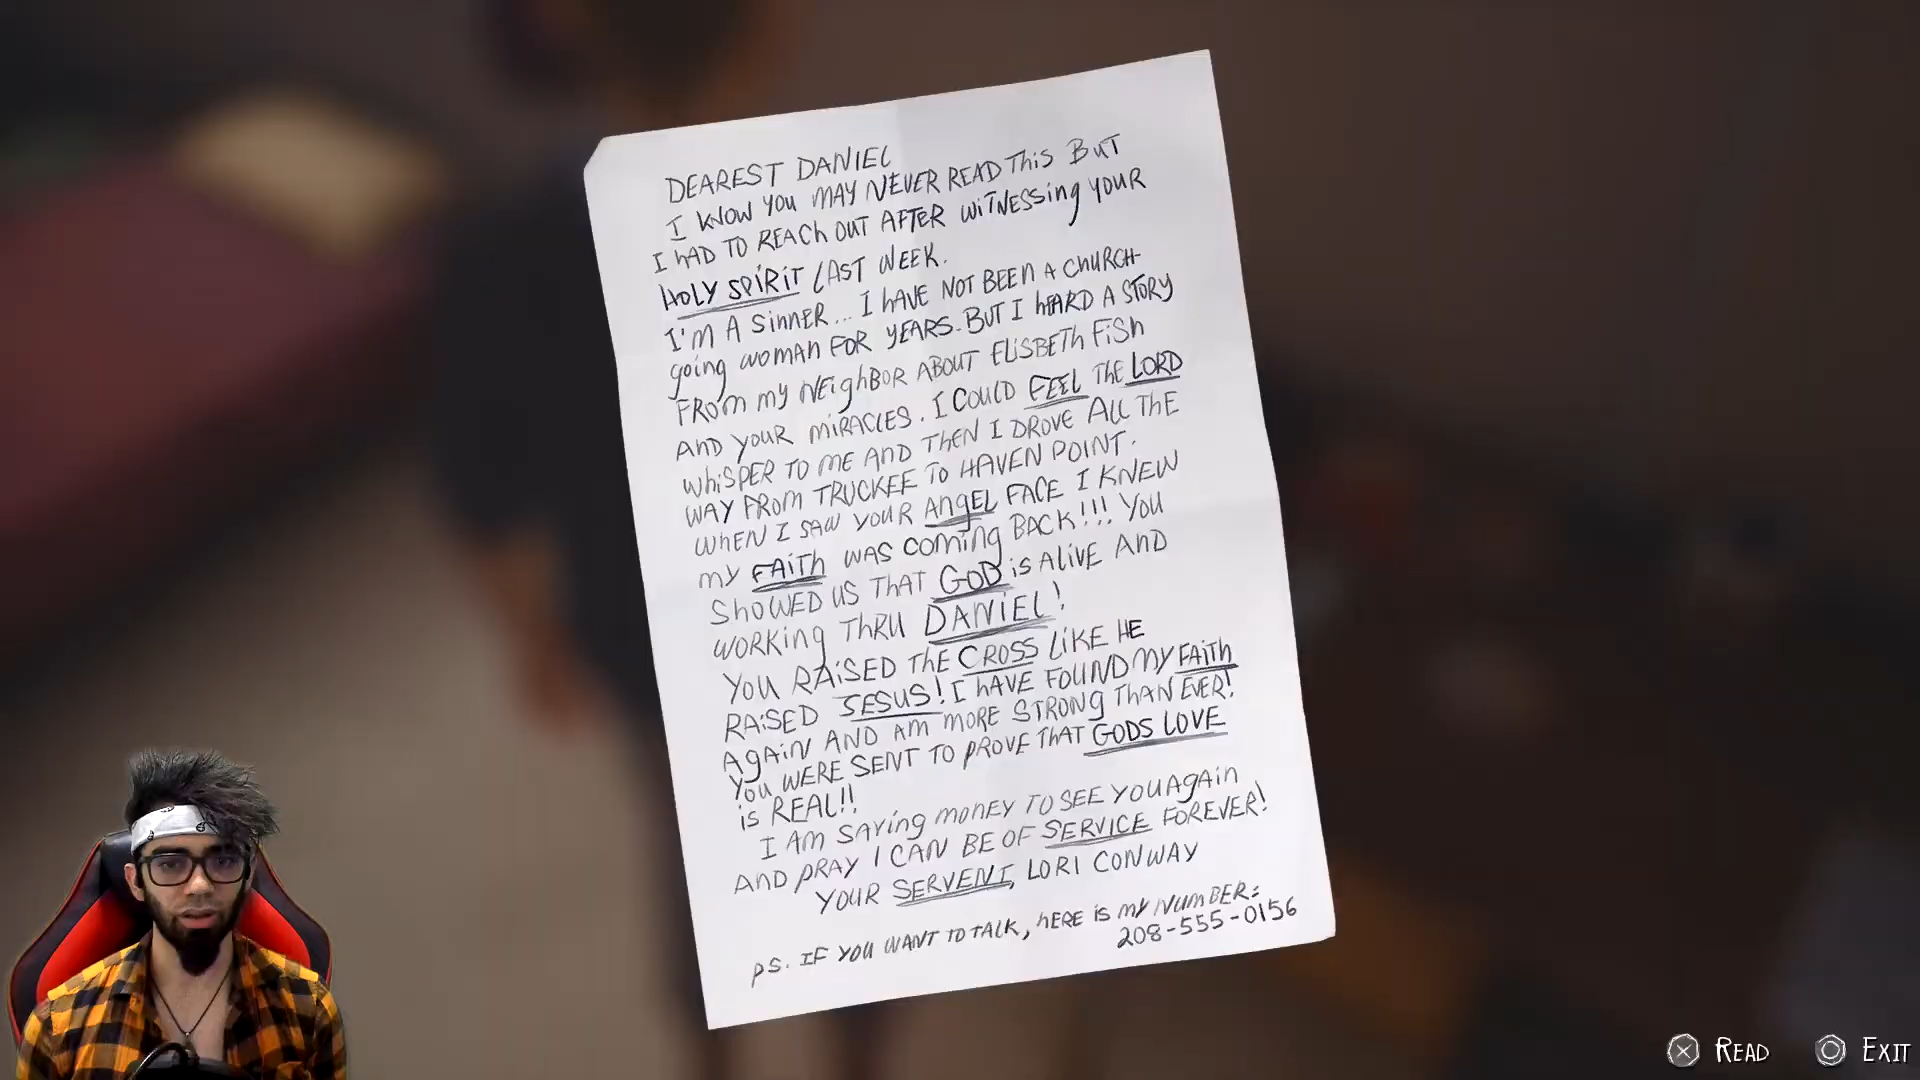 DEAREST DANIEL
I KNOW YOU MAY NEVER READ THiS BUT
I HAD TO REACh OUT AFTER WiTNESSing YOUR
HOLY SPiRiT LAST WEEK.
I'M A SinnER... I hAVE NOT BEEn A ChURCH-
going WOMAN FOR YEARS. BUT I HEARD A STORY
FROm my NEighBOR ABOUT ELiSBETh FiSh
AND YOUR MiRACLES. I COULD FEEL THE LORD
WhiSPER TO ME AND THEN I DROVE ALL THE
WAY FROM TRUCKEE TO HAVEN POINT.
WhEN I SAW YOUR AngEL FACE I KNEW
my FAiTh WAS COming BACK!!! YOU
ShOWED US THAT GOD iS ALiVE AND
WORKing THRU DANiEL!
YOU RAiSED THE CROSS LiKE HE
RAiSED JESUS! I hAVE FOUND MY FAiTh
AgAiN AND AM MORE STRONG THAN EVER!
YOU WERE SENT TO PROVE THAT GODS LOVE
iS REAL!!
I AM SAVing mONEY TO SEE YOU AgAin
AND PRAY I CAN BE OF SERVICE FOREVER!
YOUR SERVENT, LORI CONWAY
PS. IF YOU WANT TO TALK, hERE iS my NUMBER:
208-555-0156
READ EXIT